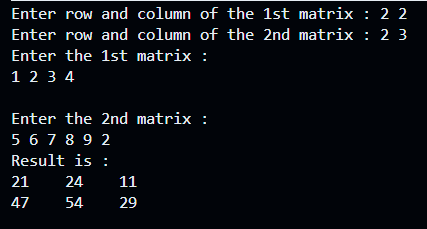 Enter row and column of the 1st matrix : 2 2
Enter row and column of the 2nd matrix : 2 3
Enter the 1st matrix :
1 2 3 4
Enter the 2nd matrix :
5 6 7 8 9 2
Result is :
21 24 11
47 54 29